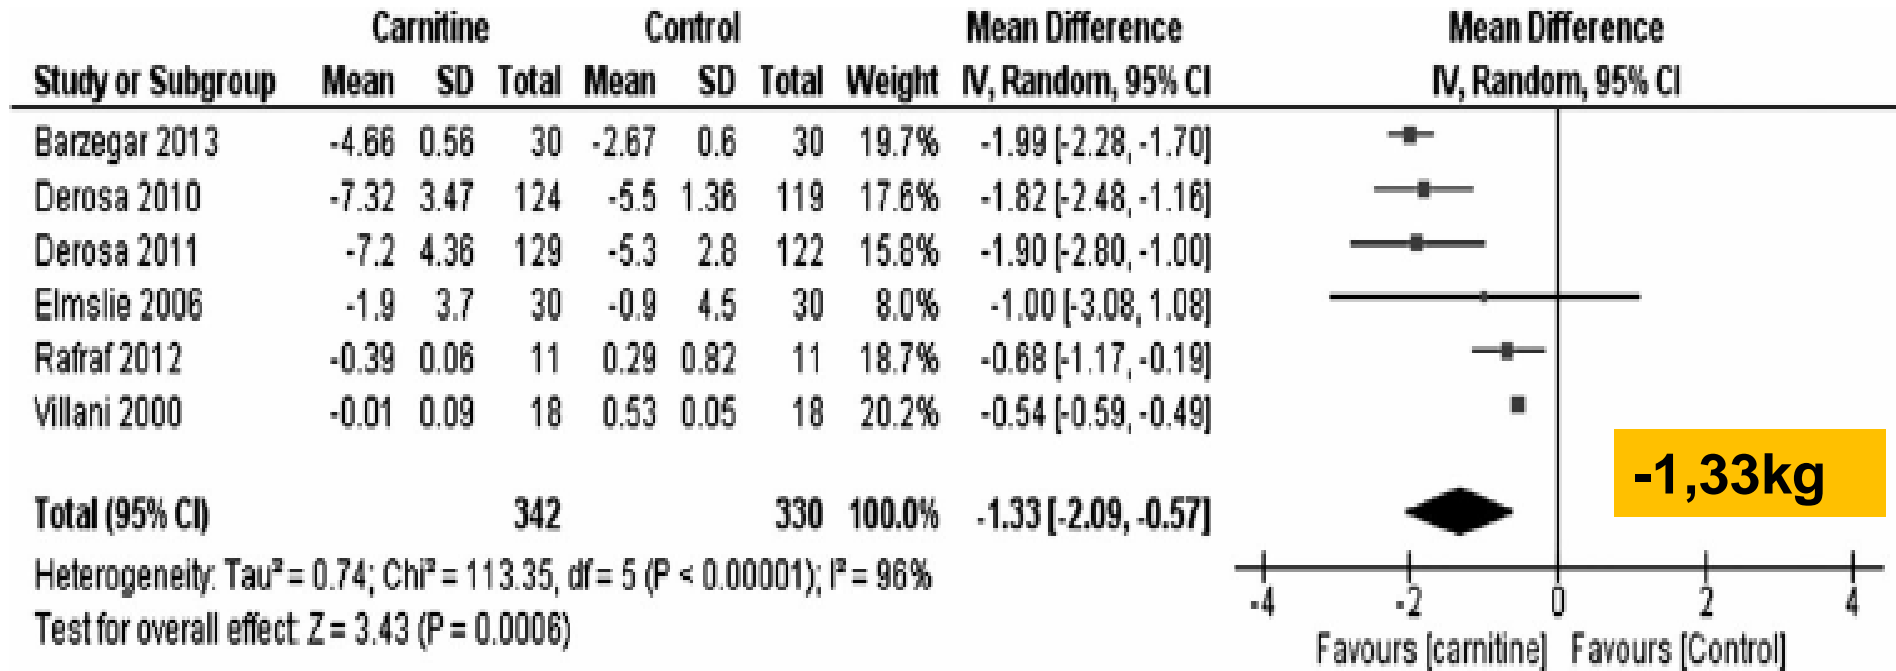 Carnitine Control Mean Difference Mean Difference
Study or Subgroup Mean SD Total Mean SD Total Weight IV, Random, 95% CI IV, Random, 95% CI
Barzegar 2013 -4.66 0.56 30 -2.67 0.6 30 19.7% -1.99 [-2.28, -1.70]
Derosa 2010 -7.32 3.47 124 -5.5 1.36 119 17.6% -1.82 [-2.48, -1.16]
Derosa 2011 -7.2 4.36 129 -5.3 2.8 122 15.8% -1.90 [-2.80, -1.00]
Elmslie 2006 -1.9 3.7 30 -0.9 4.5 30 8.0% -1.00 [-3.08, 1.08]
Rafraf 2012 -0.39 0.06 11 0.29 0.82 11 18.7% -0.68 [-1.17, -0.19]
Villani 2000 -0.01 0.09 18 0.53 0.05 18 20.2% -0.54 [-0.59, -0.49]
-1,33kg
Total (95% CI) 342 330 100.0% -1.33 [-2.09, -0.57]
Heterogeneity: Tau² = 0.74; Chi² = 113.35, df = 5 (P < 0.00001); I² = 96%
Test for overall effect: Z = 3.43 (P = 0.0006)
-4 -2 0 2 4
Favours [carnitine] Favours [Control]